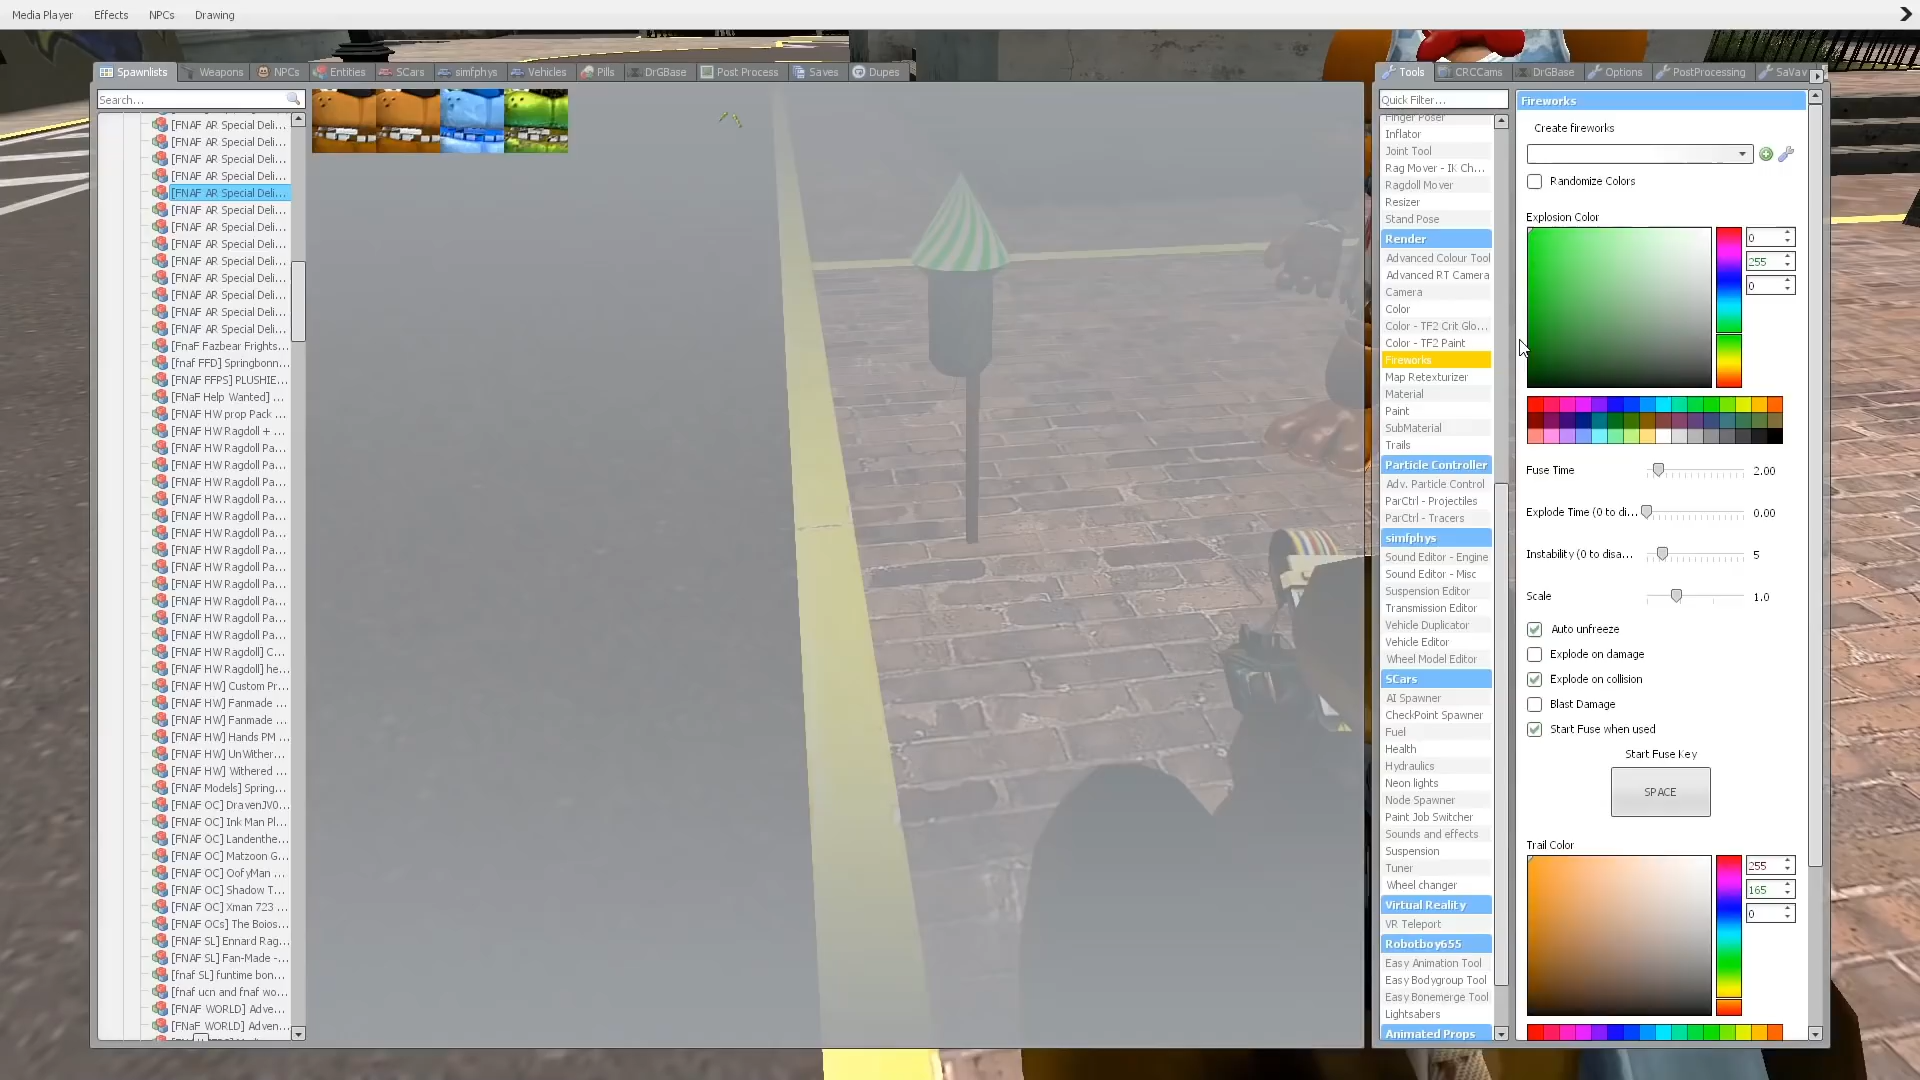 Media Player Effects NPCs Drawing
Spawnlists Weapons NPCs Entities SCars simfphys Vehicles Pills DrGBase Post Process Saves Dupes
Search...
[FNAF AR Special Deli...
[FNAF AR Special Deli...
[FNAF AR Special Deli...
[FNAF AR Special Deli...
[FNAF AR Special Deli...
[FNAF AR Special Deli...
[FNAF AR Special Deli...
[FNAF AR Special Deli...
[FNAF AR Special Deli...
[FNAF AR Special Deli...
[FNAF AR Special Deli...
[FNAF AR Special Deli...
[FNAF AR Special Deli...
[FnaF Fazbear Frights...
[fnaf FFD] Springbonn...
[FNAF FFPS] PLUSHIE...
[FNaF Help Wanted] ...
[FNAF HW prop Pack ...
[FNAF HW Ragdoll + ...
[FNAF HW Ragdoll Pa...
[FNAF HW Ragdoll Pa...
[FNAF HW Ragdoll Pa...
[FNAF HW Ragdoll Pa...
[FNAF HW Ragdoll Pa...
[FNAF HW Ragdoll Pa...
[FNAF HW Ragdoll Pa...
[FNAF HW Ragdoll Pa...
[FNAF HW Ragdoll Pa...
[FNAF HW Ragdoll Pa...
[FNAF HW Ragdoll Pa...
[FNAF HW Ragdoll Pa...
[FNAF HW Ragdoll] C...
[FNAF HW Ragdoll] he...
[FNAF HW] Custom Pr...
[FNAF HW] Fanmade ...
[FNAF HW] Fanmade ...
[FNAF HW] Hands PM ...
[FNAF HW] UnWither...
[FNAF HW] Withered ...
[FNAF Models] Spring...
[FNAF OC] DravenJV0...
[FNAF OC] Ink Man Pl...
[FNAF OC] Landenthe...
[FNAF OC] Matzoon G...
[FNAF OC] OofyMan ...
[FNAF OC] Shadow T...
[FNAF OC] Xman 723 ...
[FNAF OCs] The Boios...
[FNAF SL] Ennard Rag...
[FNAF SL] Fan-Made -...
[fnaf SL] funtime bon...
[fnaf ucn and fnaf wo...
[FNAF WORLD] Adve...
[FNaF WORLD] Adven...
Tools CRCCams DrGBase Options PostProcessing SaVav
Quick Filter...
Finger Poser
Inflator
Joint Tool
Rag Mover - Ik Ch...
Ragdoll Mover
Resizer
Stand Pose
Render
Advanced Colour Tool
Advanced RT Camera
Camera
Color
Color - TF2 Crit Glo...
Color - TF2 Paint
Fireworks
Map Retexturizer
Material
Paint
SubMaterial
Trails
Particle Controller
Adv. Particle Control
ParCtrl - Projectiles
ParCtrl - Tracers
simfphys
Sound Editor - Engine
Sound Editor - Misc
Suspension Editor
Transmission Editor
Vehicle Duplicator
Vehicle Editor
Wheel Model Editor
SCars
AI Spawner
CheckPoint Spawner
Fuel
Health
Hydraulics
Neon lights
Node Spawner
Paint Job Switcher
Sounds and effects
Suspension
Tuner
Wheel changer
Virtual Reality
VR Teleport
Robotboy655
Easy Animation Tool
Easy Bodygroup Tool
Easy Bonemerge Tool
Lightsabers
Animated Props
Fireworks
Create fireworks
Randomize Colors
Explosion Color
0
255
0
Fuse Time 2.00
Explode Time (0 to di... 0.00
Instability (0 to disa... 5
Scale 1.0
Auto unfreeze
Explode on damage
Explode on collision
Blast Damage
Start Fuse when used
Start Fuse Key
SPACE
Trail Color
255
165
0